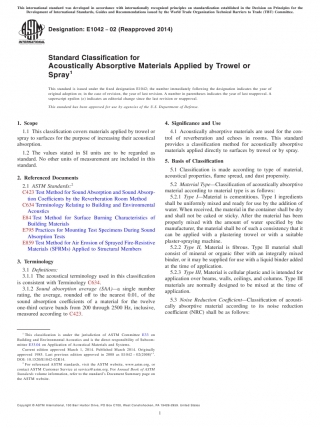 This international standard was developed in accordance with internationally recognized principles on standardization established in the Decision on Principles for the
Development of International Standards, Guides and Recommendations issued by the World Trade Organization Technical Barriers to Trade (TBT) Committee.
ASTM
INTERNATIONAL
Designation: E1042 − 02 (Reapproved 2014)
Standard Classification for
Acoustically Absorptive Materials Applied by Trowel or
Spray1
This standard is issued under the fixed designation E1042; the number immediately following the designation indicates the year of
original adoption or, in the case of revision, the year of last revision. A number in parentheses indicates the year of last reapproval. A
superscript epsilon (ε) indicates an editorial change since the last revision or reapproval.
This standard has been approved for use by agencies of the U.S. Department of Defense.
1. Scope
1.1 This classification covers materials applied by trowel or
spray to surfaces for the purpose of increasing their acoustical
absorption.
1.2 The values stated in SI units are to be regarded as
standard. No other units of measurement are included in this
standard.
2. Referenced Documents
2.1 ASTM Standards:2
C423 Test Method for Sound Absorption and Sound Absorp-
tion Coefficients by the Reverberation Room Method
C634 Terminology Relating to Building and Environmental
Acoustics
E84 Test Method for Surface Burning Characteristics of
Building Materials
E795 Practices for Mounting Test Specimens During Sound
Absorption Tests
E859 Test Method for Air Erosion of Sprayed Fire-Resistive
Materials (SFRMs) Applied to Structural Members
3. Terminology
3.1 Definitions:
3.1.1 The acoustical terminology used in this classification
is consistent with Terminology C634.
3.1.2 sound absorption average (SAA)—a single number
rating, the average, rounded off to the nearest 0.01, of the
sound absorption coefficients of a material for the twelve
one-third octave bands from 200 through 2500 Hz, inclusive,
measured according to C423.
1 This classification is under the jurisdiction of ASTM Committee E33 on
Building and Environmental Acoustics and is the direct responsibility of Subcom-
mittee E33.01 on Application of Acoustical Materials and Systems.
Current edition approved March 1, 2014. Published March 2014. Originally
approved
2 For referenced ASTM standards, visit the ASTM website, www.astm.org, or
contact ASTM Customer Service at service@astm.org. For Annual Book of ASTM
Standards volume information, refer to the standard's Document Summary page on
the ASTM website.
4. Significance and Use
4.1 Acoustically absorptive materials are used for the con-
trol of reverberation and echoes in rooms. This standard
provides a classification method for acoustically absorptive
materials applied directly to surfaces by trowel or by spray.
5. Basis of Classification
5.1 Classification is made according to type of material,
acoustical properties, flame spread, and dust propensity.
5.2 Material Type—Classification of acoustically absorptive
material according to material type is as follows:
5.2.1 Type I—Material is cementitious. Type I ingredients
shall be uniformly mixed and ready for use by the addition of
water. When received, the material in the container shall be dry
and shall not be caked or sticky. After the material has been
properly mixed with the amount of water specified by the
manufacturer, the material shall be of such a consistency that it
can be applied with a plastering trowel or with a suitable
plaster-spraying machine.
5.2.2 Type II, Material is fibrous. Type II material shall
consist of mineral or organic fiber with an integrally mixed
binder, or it may be supplied for use with a liquid binder added
at the time of application.
5.2.3 Type III, Material is cellular plastic and is intended for
application over beams, walls, ceilings, and columns. Type III
materials are normally designed to be mixed at the time of
application.
5.3 Noise Reduction Coefficient—Classification of acousti-
cally absorptive material according to its noise reduction
coefficient (NRC) shall be as follows:
Copyright © ASTM International, 100 Barr Harbor Drive, PO Box C700, West Conshohocken, PA 19428-2959. United States
1